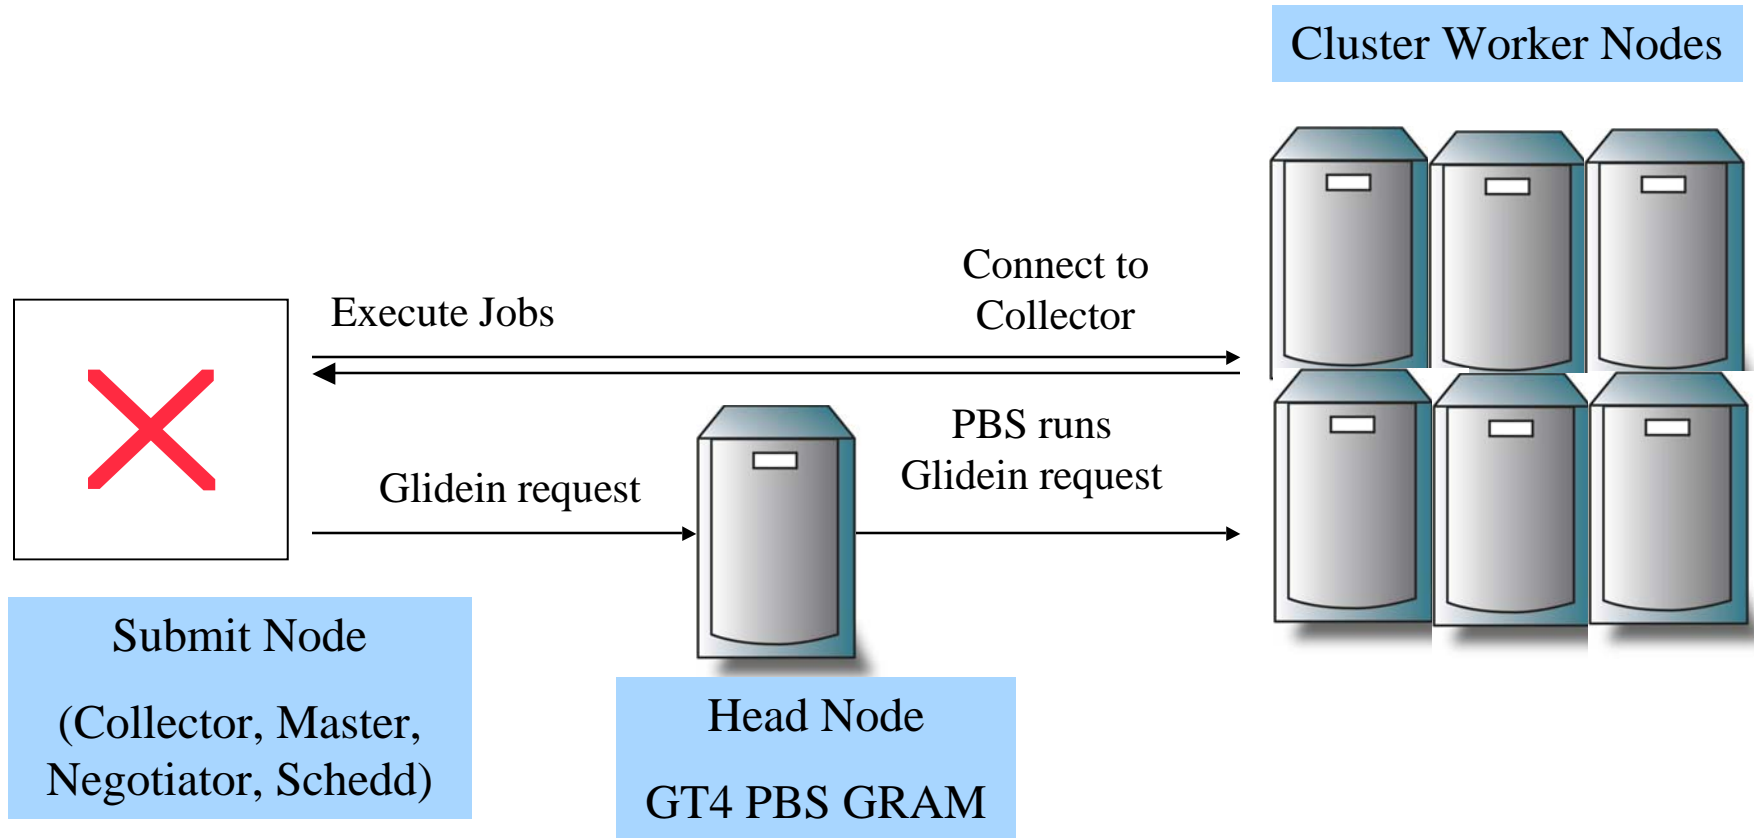 Cluster Worker Nodes
Connect to
Collector
Execute Jobs
PBS runs
Glidein request
Glidein request
Submit Node
(Collector, Master,
Negotiator, Schedd)
Head Node
GT4 PBS GRAM